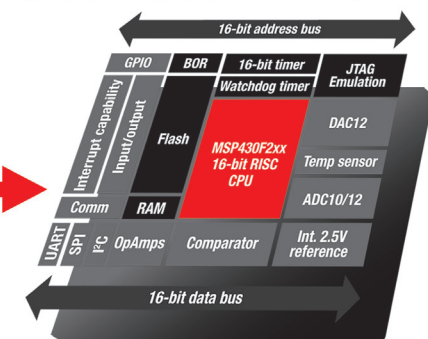 16-bit address bus
GPIO
BOR
16-bit timer
JTAG
Emulation
Watchdog timer
Interrupt capability
Input/output
Flash
MSP430F2xx
16-bit RISC
CPU
DAC12
Temp sensor
ADC10/12
Comm
RAM
UART
SPI
I²C
OpAmps
Comparator
Int. 2.5V
reference
16-bit data bus